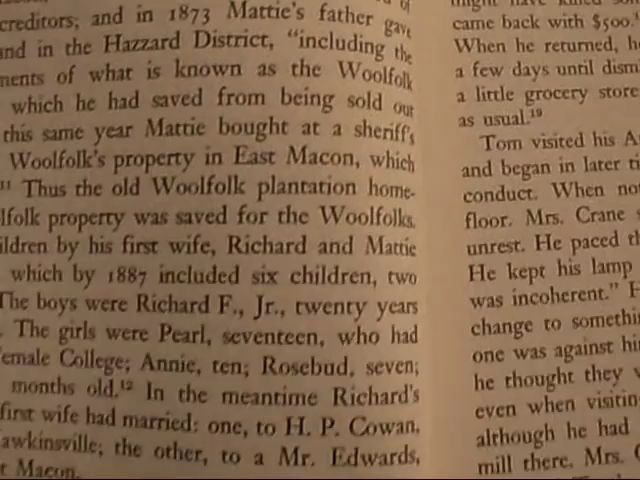 creditors; and in 1873 Mattie's father gave
and in the Hazzard District, "including the
ments of what is known as the Woolfolk
which he had saved from being sold out
this same year Mattie bought at a sheriff's
Woolfolk's property in East Macon, which
11 Thus the old Woolfolk plantation home-
lfolk property was saved for the Woolfolks.
ildren by his first wife, Richard and Mattie
which by 1887 included six children, two
The boys were Richard F., Jr., twenty years
The girls were Pearl, seventeen, who had
emale College; Annie, ten; Rosebud, seven;
months old.12 In the meantime Richard's
first wife had married: one, to H. P. Cowan,
awkinsville; the other, to a Mr. Edwards,
Macon.
came back with $500.
When he returned, he
a few days until dism
a little grocery store
as usual.19
Tom visited his A
and began in later ti
conduct. When no
floor. Mrs. Crane
unrest. He paced th
He kept his lamp
was incoherent." H
change to somethi
one was against hi
he thought they
even when visitin
although he had
mill there. Mrs.